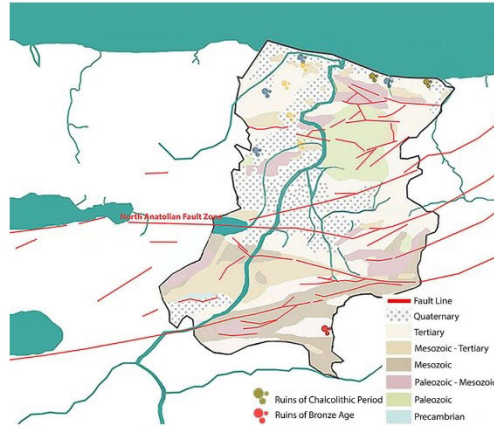 North Anatolian Fault Zone
Fault Line
Quaternary
Tertiary
Mesozoic - Tertiary
Mesozoic
Paleozoic - Mesozoic
Paleozoic
Precambrian
Ruins of Chalcolithic Period
Ruins of Bronze Age